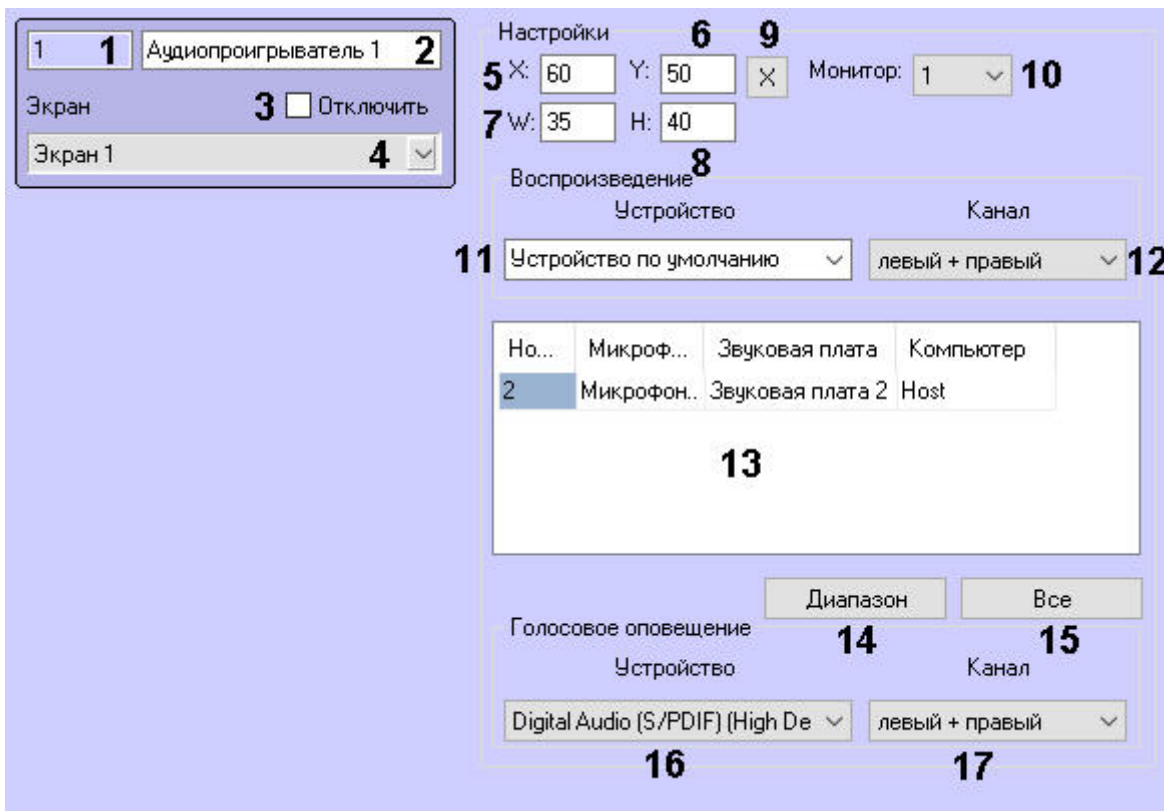 1 1 Аудиопроигрыватель 1 2
Экран 3 Отключить
Экран 1 4
Настройки 6 9
5 X: 60 Y: 50 X Монитор: 1 10
7 W: 35 H: 40
8
Воспроизведение
Устройство Канал
11 Устройство по умолчанию левый + правый 12
Но... Микроф... Звуковая плата Компьютер
2 Микрофон.. Звуковая плата 2 Host
13
Диапазон Все
14 15
Голосовое оповещение
Устройство Канал
Digital Audio (S/PDIF) (High De левый + правый
16 17